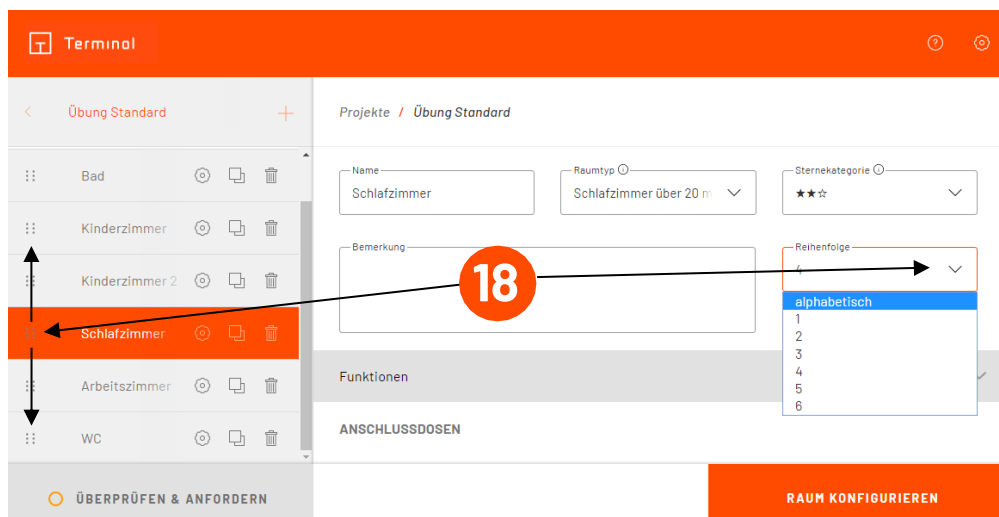 Terminal
Übung Standard
Projekte / Übung Standard
Bad
Kinderzimmer
Kinderzimmer 2
Schlafzimmer
Arbeitszimmer
WC
ÜBERPRÜFEN & ANFORDERN
Name
Schlafzimmer
Raumtyp
Schlafzimmer über 20 m
Sternekategorie
★★☆
Bemerkung
Reihenfolge
4
18
alphabetisch
1
2
3
4
5
6
Funktionen
ANSCHLUSSDOSEN
RAUM KONFIGURIEREN